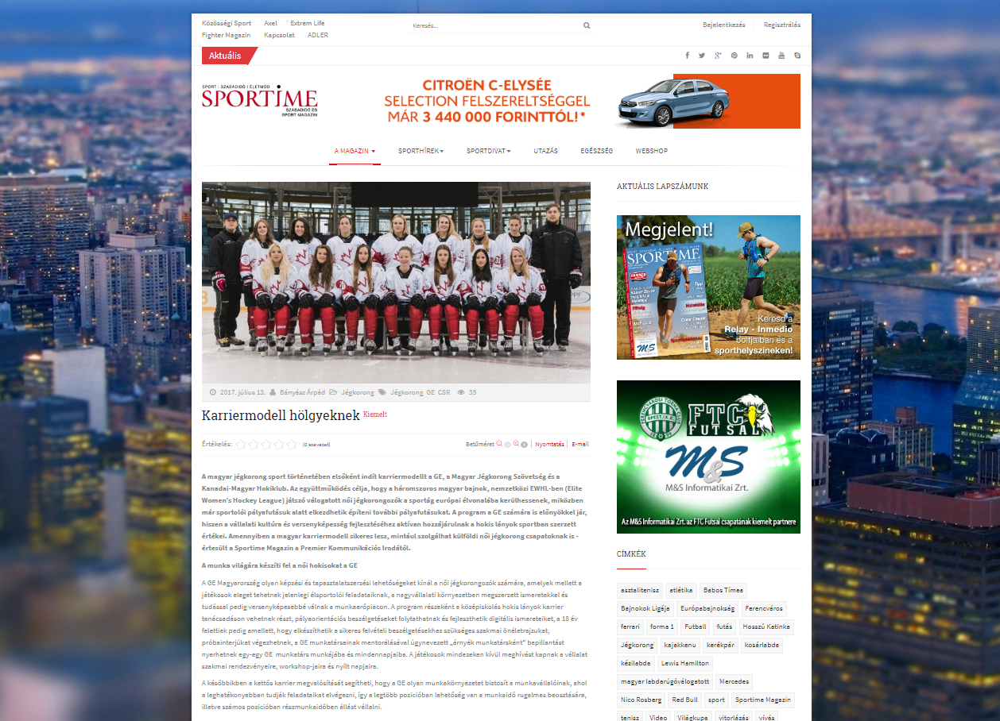 Közösségi Sport Axel Extrem Life
Fighter Magazin Kapcsolat ADLER
Keresés...
Bejelentkezés Regisztrálás
Aktuális
SPORT | SZABADIDŐ | ÉLETMÓD
SPORTIME
SZABADIDŐ ÉS
SPORT MAGAZIN
CITROËN C-ELYSÉE
SELECTION FELSZERELTSÉGGEL
MÁR 3 440 000 FORINTTÓL!*
A MAGAZIN SPORTHÍREK SPORTDIVAT UTAZÁS EGÉSZSÉG WEBSHOP
2017. július 13. Bányász Árpád Jégkorong Jégkorong GE CSR 35
Karriermodell hölgyeknek Kiemelt
Értékelés: (0 szavazat)
Betűméret | Nyomtatás | E-mail
A magyar jégkorong sport történetében elsőként indít karriermodellt a GE, a Magyar Jégkorong Szövetség és a
Kanadai-Magyar Hokiklub. Az együttműködés célja, hogy a háromszoros magyar bajnok, nemzetközi EWHL-ben (Elite
Women's Hockey League) játszó válogatott női jégkorongozók a sportág európai élvonalába kerülhessenek, miközben
már sportolói pályafutásuk alatt elkezdhetik építeni további pályafutásukat. A program a GE számára is előnyökkel jár,
hiszen a vállalati kultúra és versenyképesség fejlesztéséhez aktívan hozzájárulnak a hokis lányok sportban szerzett
értékei. Amennyiben a magyar karriermodell sikeres lesz, mintául szolgálhat külföldi női jégkorong csapatoknak is -
értesült a Sportime Magazin a Premier Kommunikációs Irodától.
A munka világára készíti fel a női hokisokat a GE
A GE Magyarország olyan képzési és tapasztalatszerzési lehetőségeket kínál a női jégkorongozók számára, amelyek mellett a
játékosok eleget tehetnek jelenlegi élsportolói feladataiknak, a nagyvállalati környezetben megszerzett ismeretekkel és
tudással pedig versenyképesebbé válnak a munkaerőpiacon. A program részeként a középiskolás hokis lányok karrier
tanácsadáson vehetnek részt, pályaorientációs beszélgetéseket folytathatnak és fejleszthetik digitális ismereteiket, a 18 év
felettiek pedig amellett, hogy elkészíthetik a sikeres felvételi beszélgetésekhez szükséges szakmai önéletrajzukat,
próbainterjúkat végezhetnek, a GE munkatársainak mentorálásával úgynevezett „árnyék munkatársként" bepillantást
nyerhetnek egy-egy GE munkatárs munkájába és mindennapjaiba. A játékosok mindezeken kívül meghívást kapnak a vállalat
szakmai rendezvényeire, workshop-jaira és nyílt napjaira.
A későbbikben a kettős karrier megvalósítását segítheti, hogy a GE olyan munkakörnyezetet biztosít a munkavállalóinak, ahol
a leghatékonyabban tudják feladataikat elvégezni, így a legtöbb pozícióban lehetőség van a munkaidő rugalmas beosztására,
illetve számos pozícióban részmunkaidőben állást vállalni.
AKTUÁLIS LAPSZÁMUNK
Megjelent!
SPORTIME
M&S
Keresd a
Relay - Inmedio
boltjaiban és a
sporthelyszíneken!
FERENCVÁROSI TORNA CLUB
BPEST. IX. K.
FTC
FUTSAL
M&S
M&S Informatikai Zrt.
Az M&S Informatikai Zrt. az FTC Futsal csapatának kiemelt partnere
CÍMKÉK
asztalitenisz atlétika Babos Tímea
Bajnokok Ligája Európabajnokság Ferencváros
ferrari forma 1 Futball futás Hosszú Katinka
Jégkorong kajakkenu kerékpár kosárlabda
kézilabda Lewis Hamilton
magyar labdarúgóválogatott Mercedes
Nico Rosberg Red Bull sport Sportime Magazin
tenisz Video Világkupa vitorlázás vívás